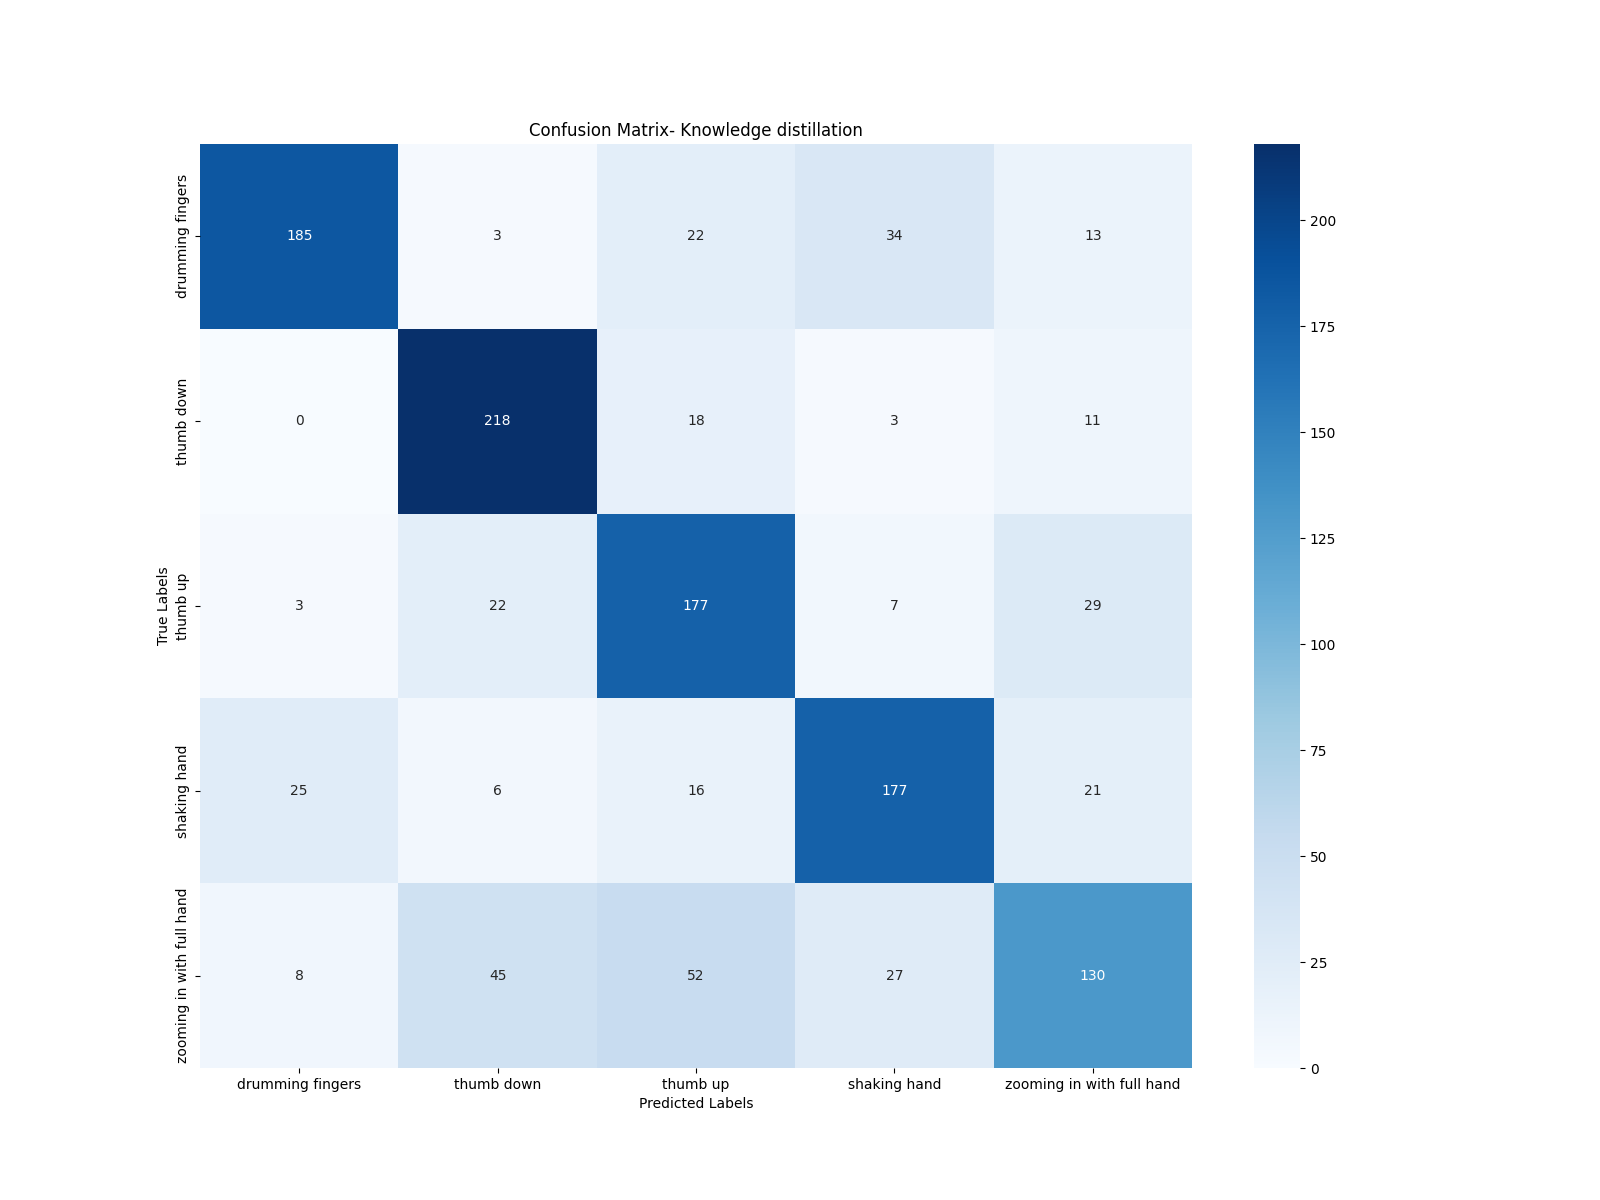 Confusion Matrix- Knowledge distillation
True Labels
drumming fingers
185 3 22 34 13
thumb down
0 218 18 3 11
thumb up
3 22 177 7 29
shaking hand
25 6 16 177 21
zooming in with full hand
8 45 52 27 130
drumming fingers thumb down thumb up shaking hand zooming in with full hand
Predicted Labels
200
175
150
125
100
75
50
25
0